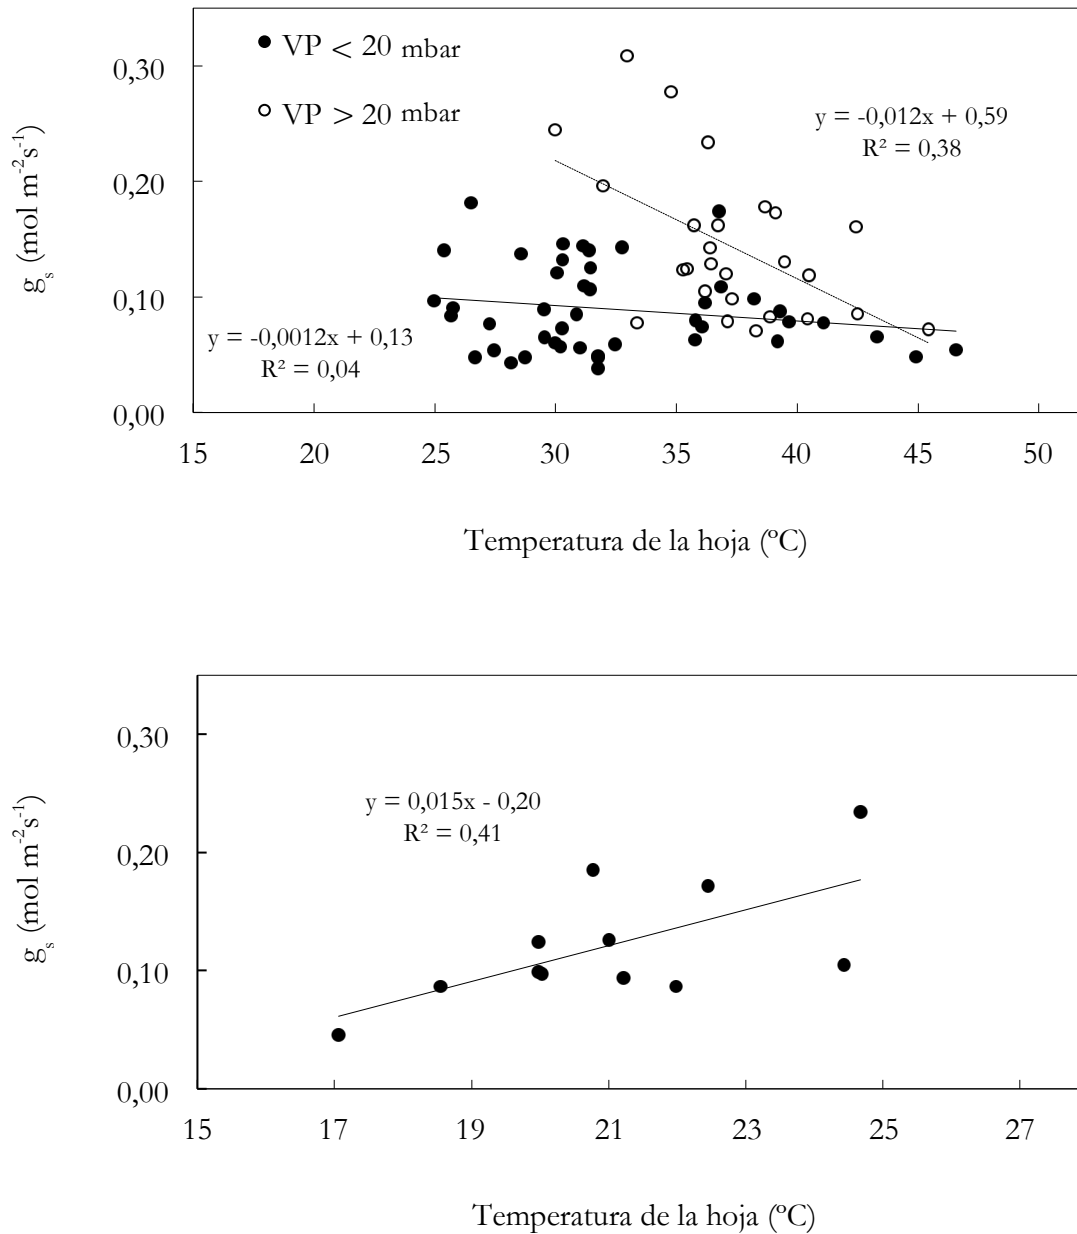 VP < 20 mbar
VP > 20 mbar
y = -0,012x + 0,59
R² = 0,38
y = -0,0012x + 0,13
R² = 0,04
0,30
0,20
0,10
0,00
gs (mol m-2s-1)
15 20 25 30 35 40 45 50
Temperatura de la hoja (ºC)
y = 0,015x - 0,20
R² = 0,41
0,30
0,20
0,10
0,00
gs (mol m-2s-1)
15 17 19 21 23 25 27
Temperatura de la hoja (ºC)